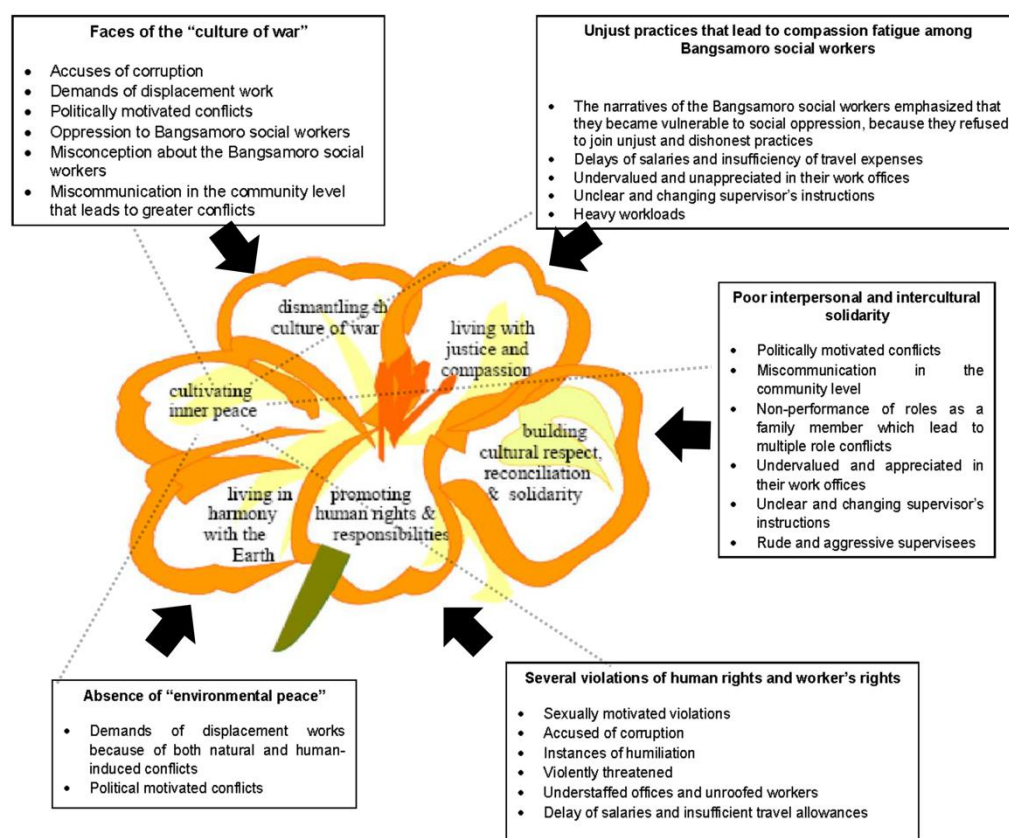 Faces of the “culture of war”
• Accuses of corruption
• Demands of displacement work
• Politically motivated conflicts
• Oppression to Bangsamoro social workers
• Misconception about the Bangsamoro social
workers
• Miscommunication in the community level
that leads to greater conflicts
Unjust practices that lead to compassion fatigue among
Bangsamoro social workers
• The narratives of the Bangsamoro social workers emphasized that
they became vulnerable to social oppression, because they refused
to join unjust and dishonest practices
• Delays of salaries and insufficiency of travel expenses
• Undervalued and unappreciated in their work offices
• Unclear and changing supervisor’s instructions
• Heavy workloads
dismantling th
culture of war
living with
justice and
compassion
cultivating
inner peace
building
cultural respect,
reconciliation
& solidarity
living in
harmony
with the
Earth
promoting
human rights &
responsibilities
Poor interpersonal and intercultural
solidarity
• Politically motivated conflicts
• Miscommunication in the
community level
• Non-performance of roles as a
family member which lead to
multiple role conflicts
• Undervalued and appreciated in
their work offices
• Unclear and changing supervisor’s
instructions
• Rude and aggressive supervisees
Absence of “environmental peace”
• Demands of displacement works
because of both natural and human-
induced conflicts
• Political motivated conflicts
Several violations of human rights and worker’s rights
• Sexually motivated violations
• Accused of corruption
• Instances of humiliation
• Violently threatened
• Understaffed offices and unroofed workers
• Delay of salaries and insufficient travel allowances